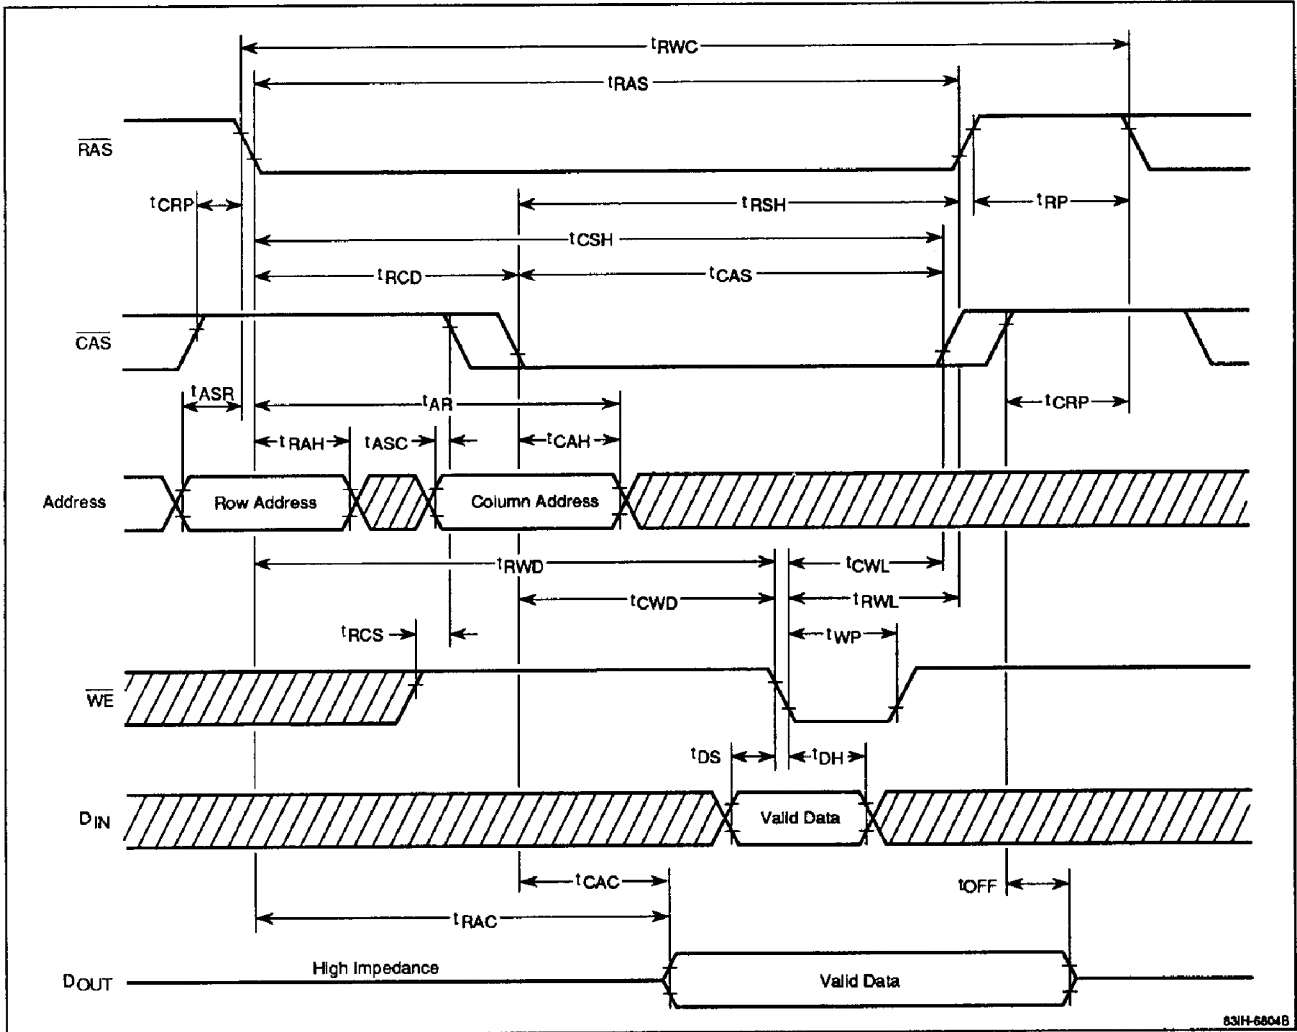 tRWC
tRAS
RAS
tCRP
tRSH
tRP
tCSH
tRCD
tCAS
CAS
tASR
tAR
tCRP
tRAH
tASC
tCAH
Address
Row Address
Column Address
tRWD
tCWL
tCWD
tRWL
tRCS
tWP
WE
tDS
tDH
DIN
Valid Data
tCAC
tOFF
tRAC
High Impedance
DOUT
Valid Data
83IH-6804B